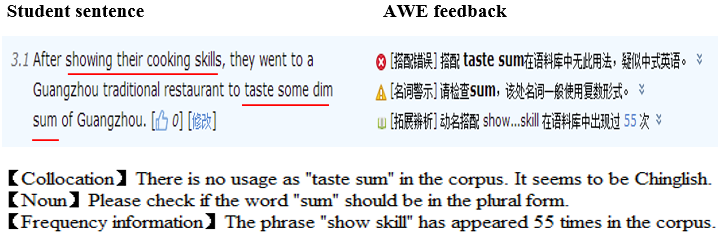 Student sentence
AWE feedback
3.1 After showing their cooking skills, they went to a
Guangzhou traditional restaurant to taste some dim
sum of Guangzhou. [ 0] [修改]
[搭配错误] 搭配 taste sum在语料库中无此用法，疑似中式英语。
[名词警示] 请检查sum，该处名词一般使用复数形式。
[拓展辨析] 动名搭配 show...skill 在语料库中出现过 55 次
【Collocation】There is no usage as "taste sum" in the corpus. It seems to be Chinglish.
【Noun】Please check if the word "sum" should be in the plural form.
【Frequency information】The phrase "show skill" has appeared 55 times in the corpus.